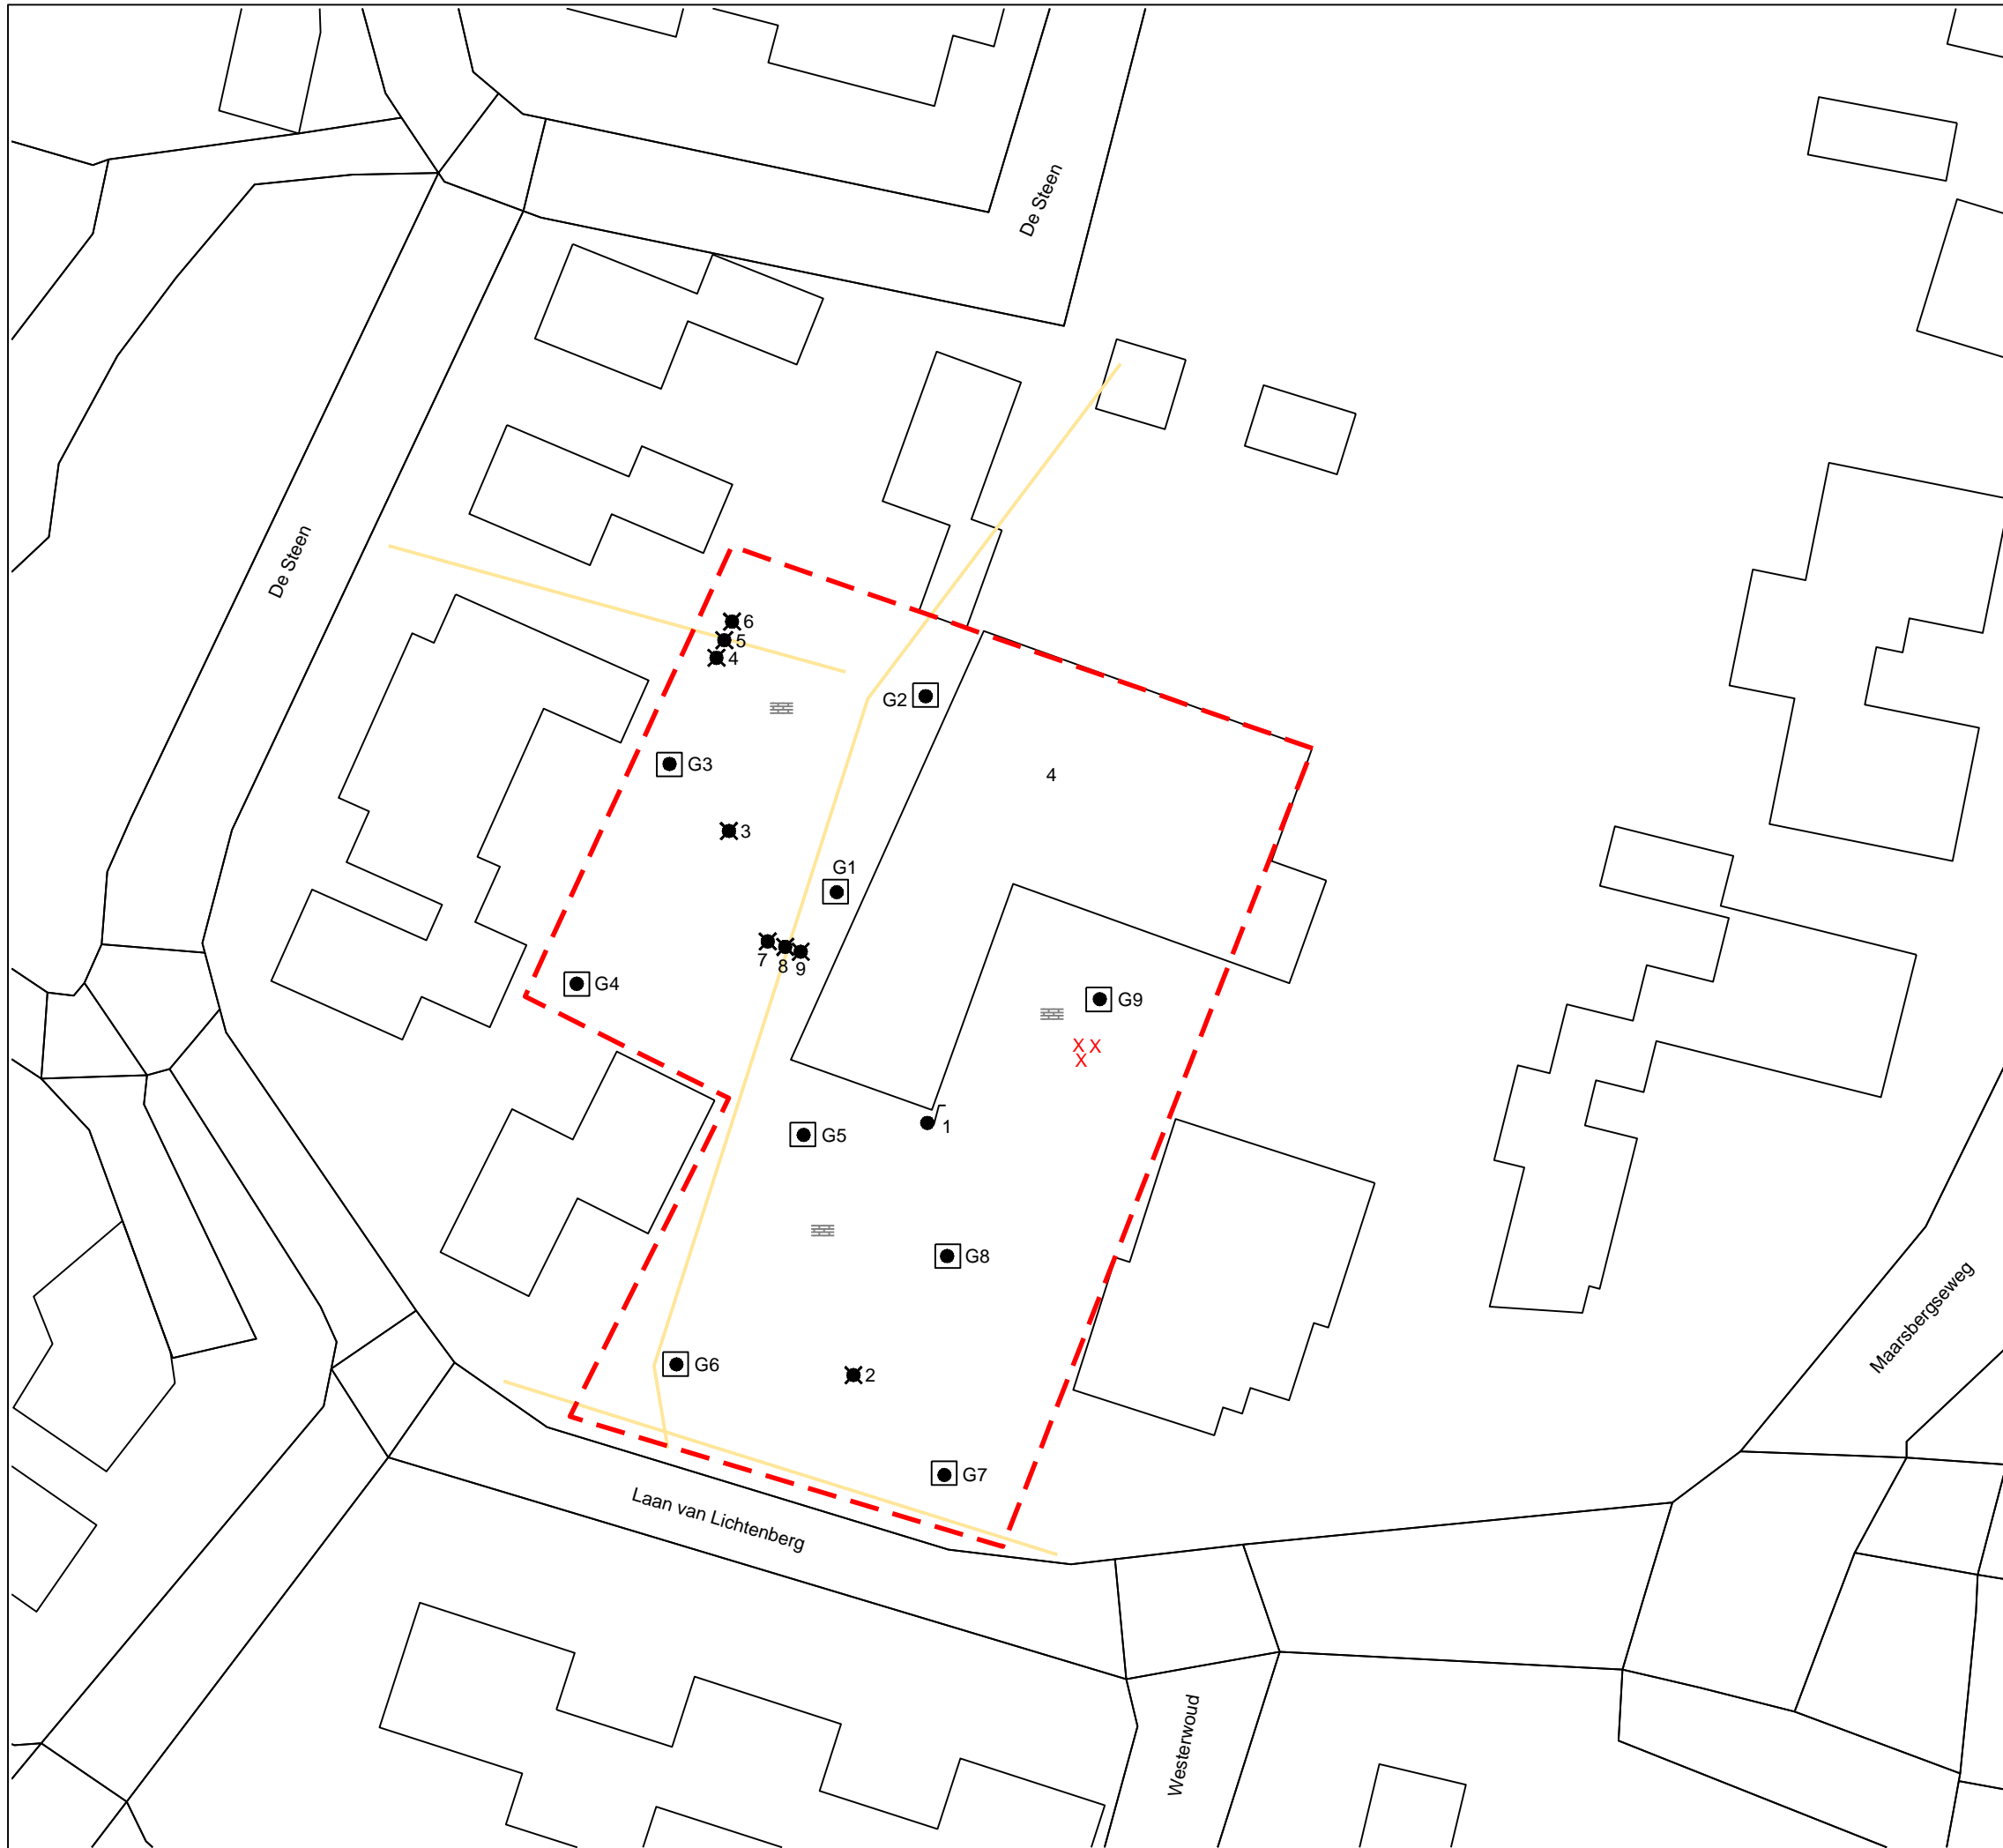 De Steen
De Steen
6
5
4
G2
G3
4
3
G1
7
8
9
G4
G9
X X
X
1
G5
G8
Maarsbergseweg
G6
2
G7
Laan van Lichtenberg
Westerwoud